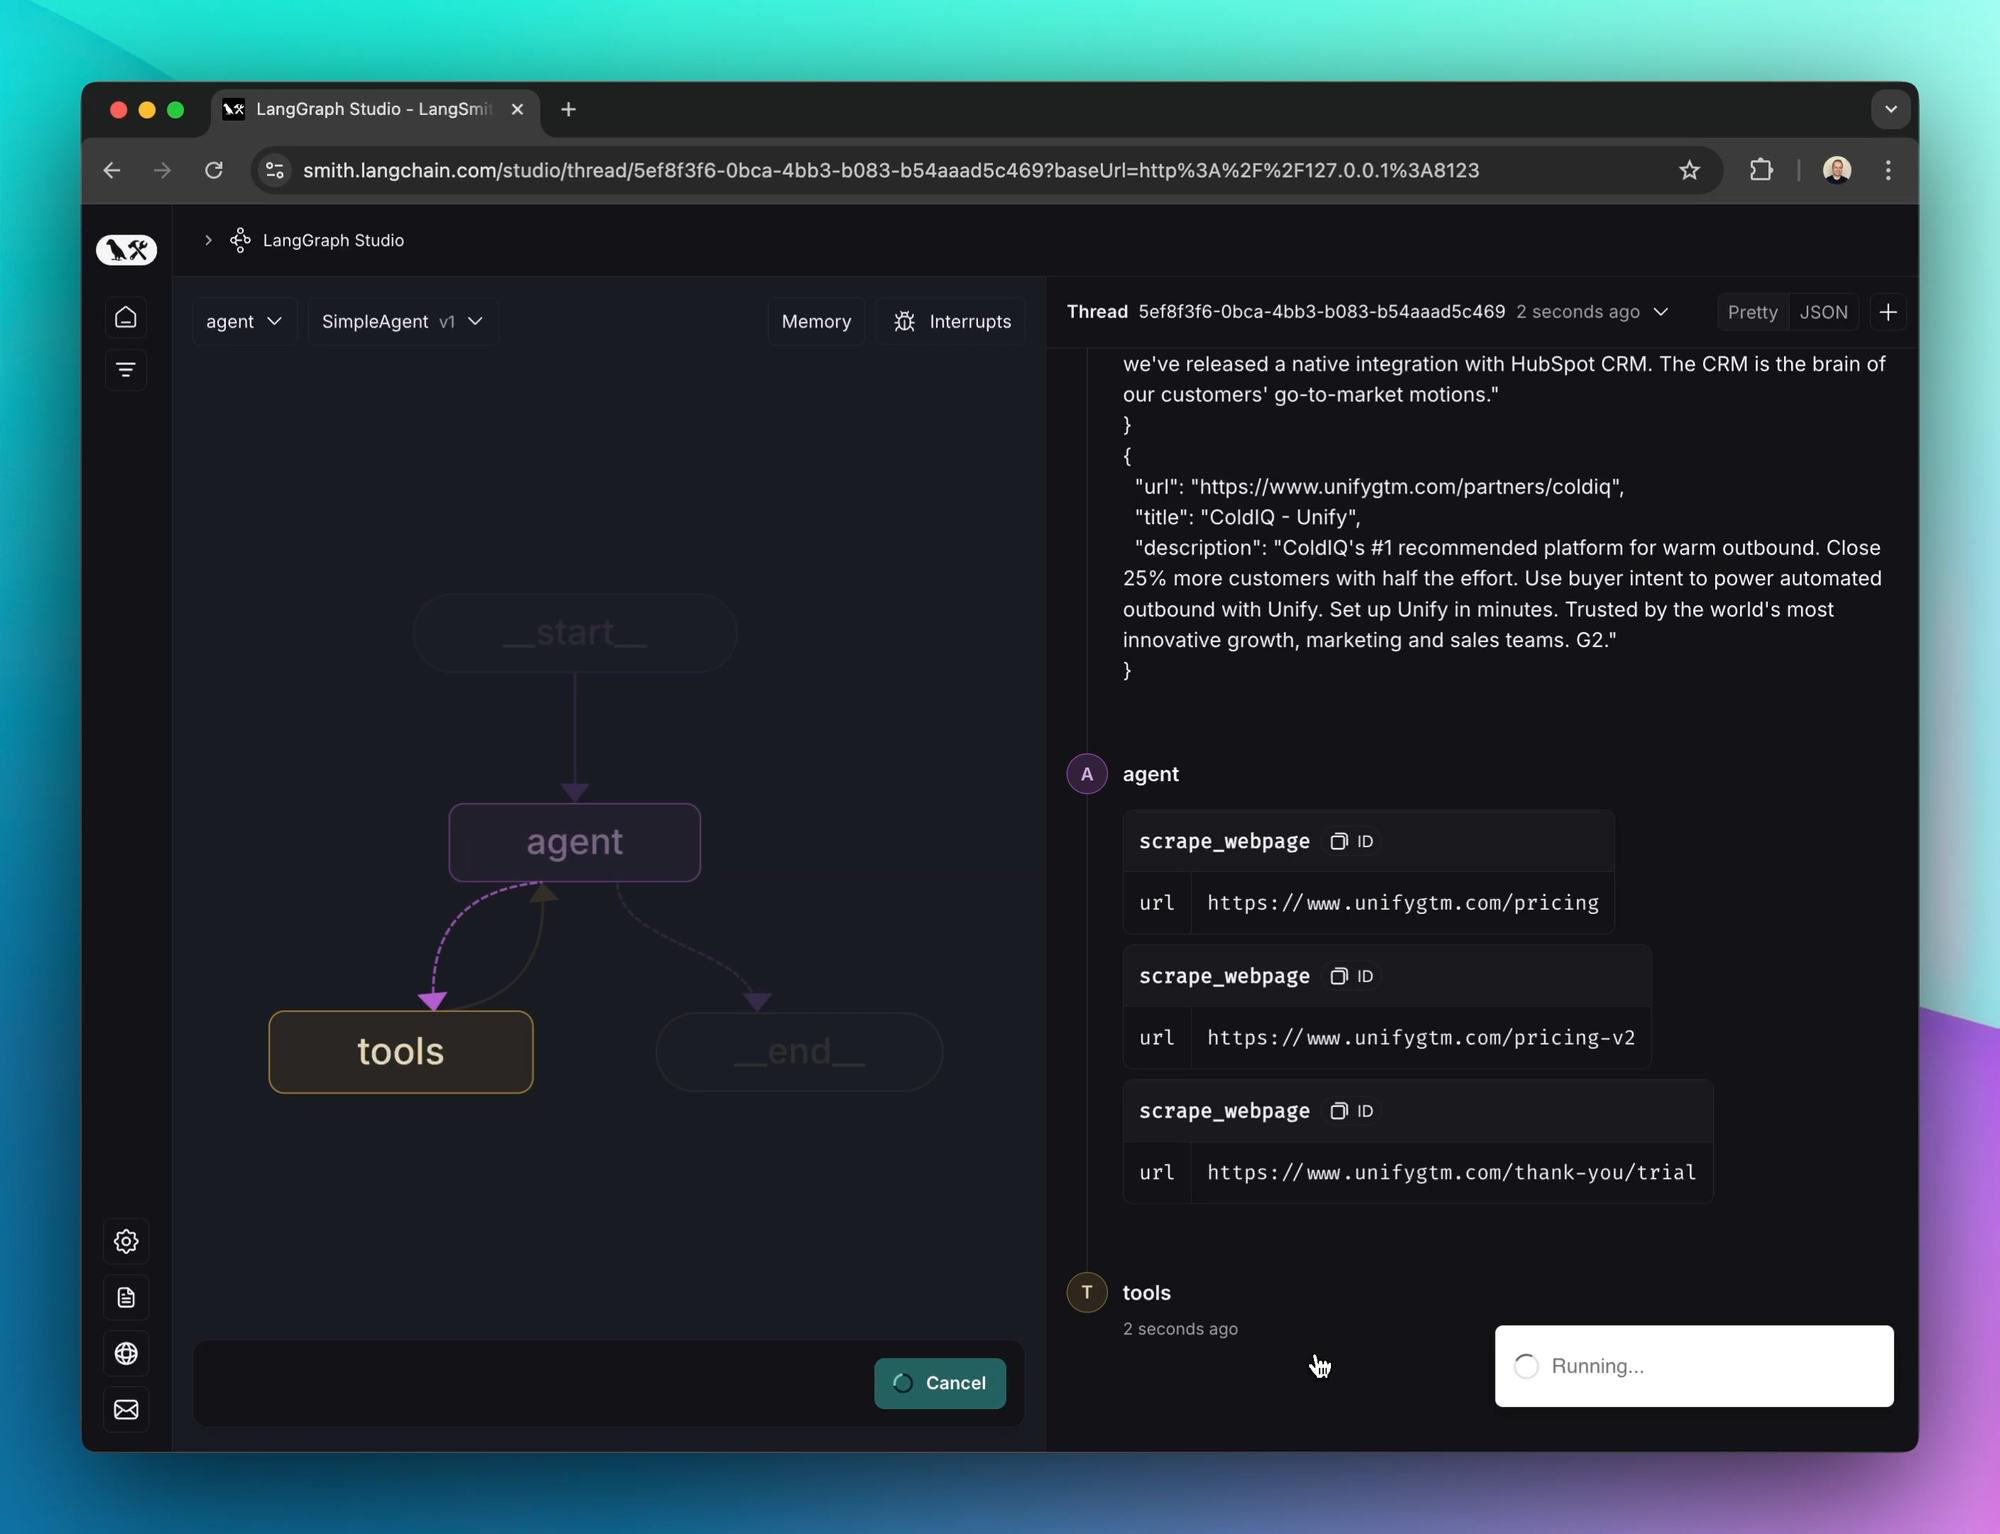 LangGraph Studio - LangSmit
smith.langchain.com/studio/thread/5ef8f3f6-0bca-4bb3-b083-b54aaad5c469?baseUrl=http%3A%2F%2F127.0.0.1%3A8123
LangGraph Studio
agent
SimpleAgent v1
Memory
Interrupts
__start__
agent
tools
__end__
Cancel
Thread 5ef8f3f6-0bca-4bb3-b083-b54aaad5c469 2 seconds ago
Pretty
JSON
we've released a native integration with HubSpot CRM. The CRM is the brain of
our customers' go-to-market motions."
}
{
"url": "https://www.unifygtm.com/partners/coldiq",
"title": "ColdIQ - Unify",
"description": "ColdIQ's #1 recommended platform for warm outbound. Close
25% more customers with half the effort. Use buyer intent to power automated
outbound with Unify. Set up Unify in minutes. Trusted by the world's most
innovative growth, marketing and sales teams. G2."
}
A agent
scrape_webpage ID
url https://www.unifygtm.com/pricing
scrape_webpage ID
url https://www.unifygtm.com/pricing-v2
scrape_webpage ID
url https://www.unifygtm.com/thank-you/trial
T tools
2 seconds ago
Running...